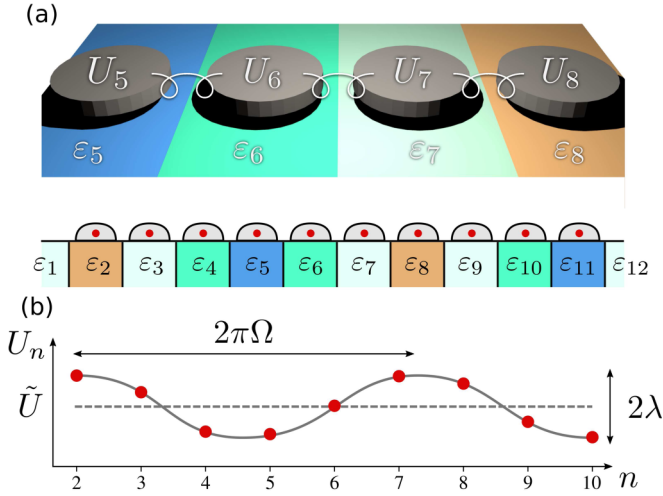 (a)
U₅ U₆ U₇ U₈
ε₅ ε₆ ε₇ ε₈
ε₁ ε₂ ε₃ ε₄ ε₅ ε₆ ε₇ ε₈ ε₉ ε₁₀ ε₁₁ ε₁₂
(b)
Uₙ
2πΩ
Ũ
2λ
2 3 4 5 6 7 8 9 10 n